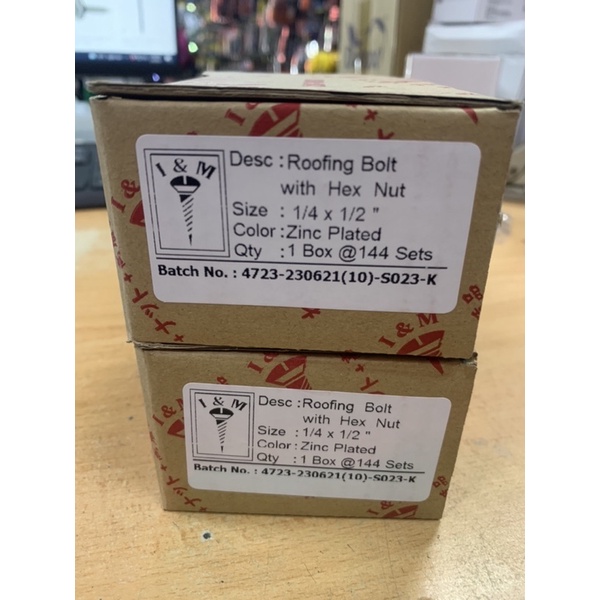 I & M
Desc : Roofing Bolt
with Hex Nut
Size : 1/4 x 1/2 "
Color : Zinc Plated
Qty : 1 Box @144 Sets
Batch No. : 4723-230621(10)-S023-K
I & M
I & M
Desc : Roofing Bolt
with Hex Nut
Size : 1/4 x 1/2 "
Color : Zinc Plated
Qty : 1 Box @144 Sets
Batch No. : 4723-230621(10)-S023-K